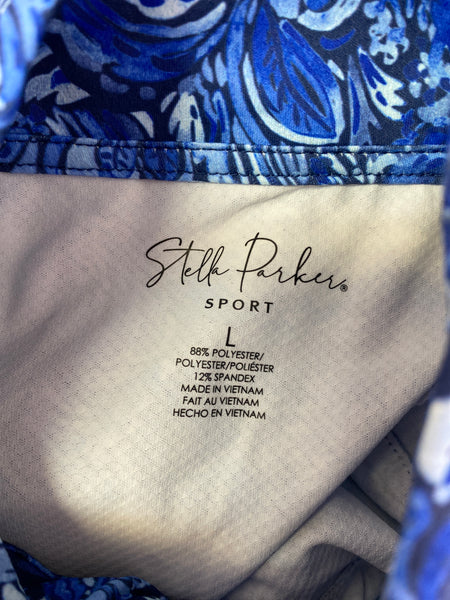 Stella Parker®
SPORT
L
88% POLYESTER/
POLYESTER/POLIÉSTER
12% SPANDEX
MADE IN VIETNAM
FAIT AU VIETNAM
HECHO EN VIETNAM